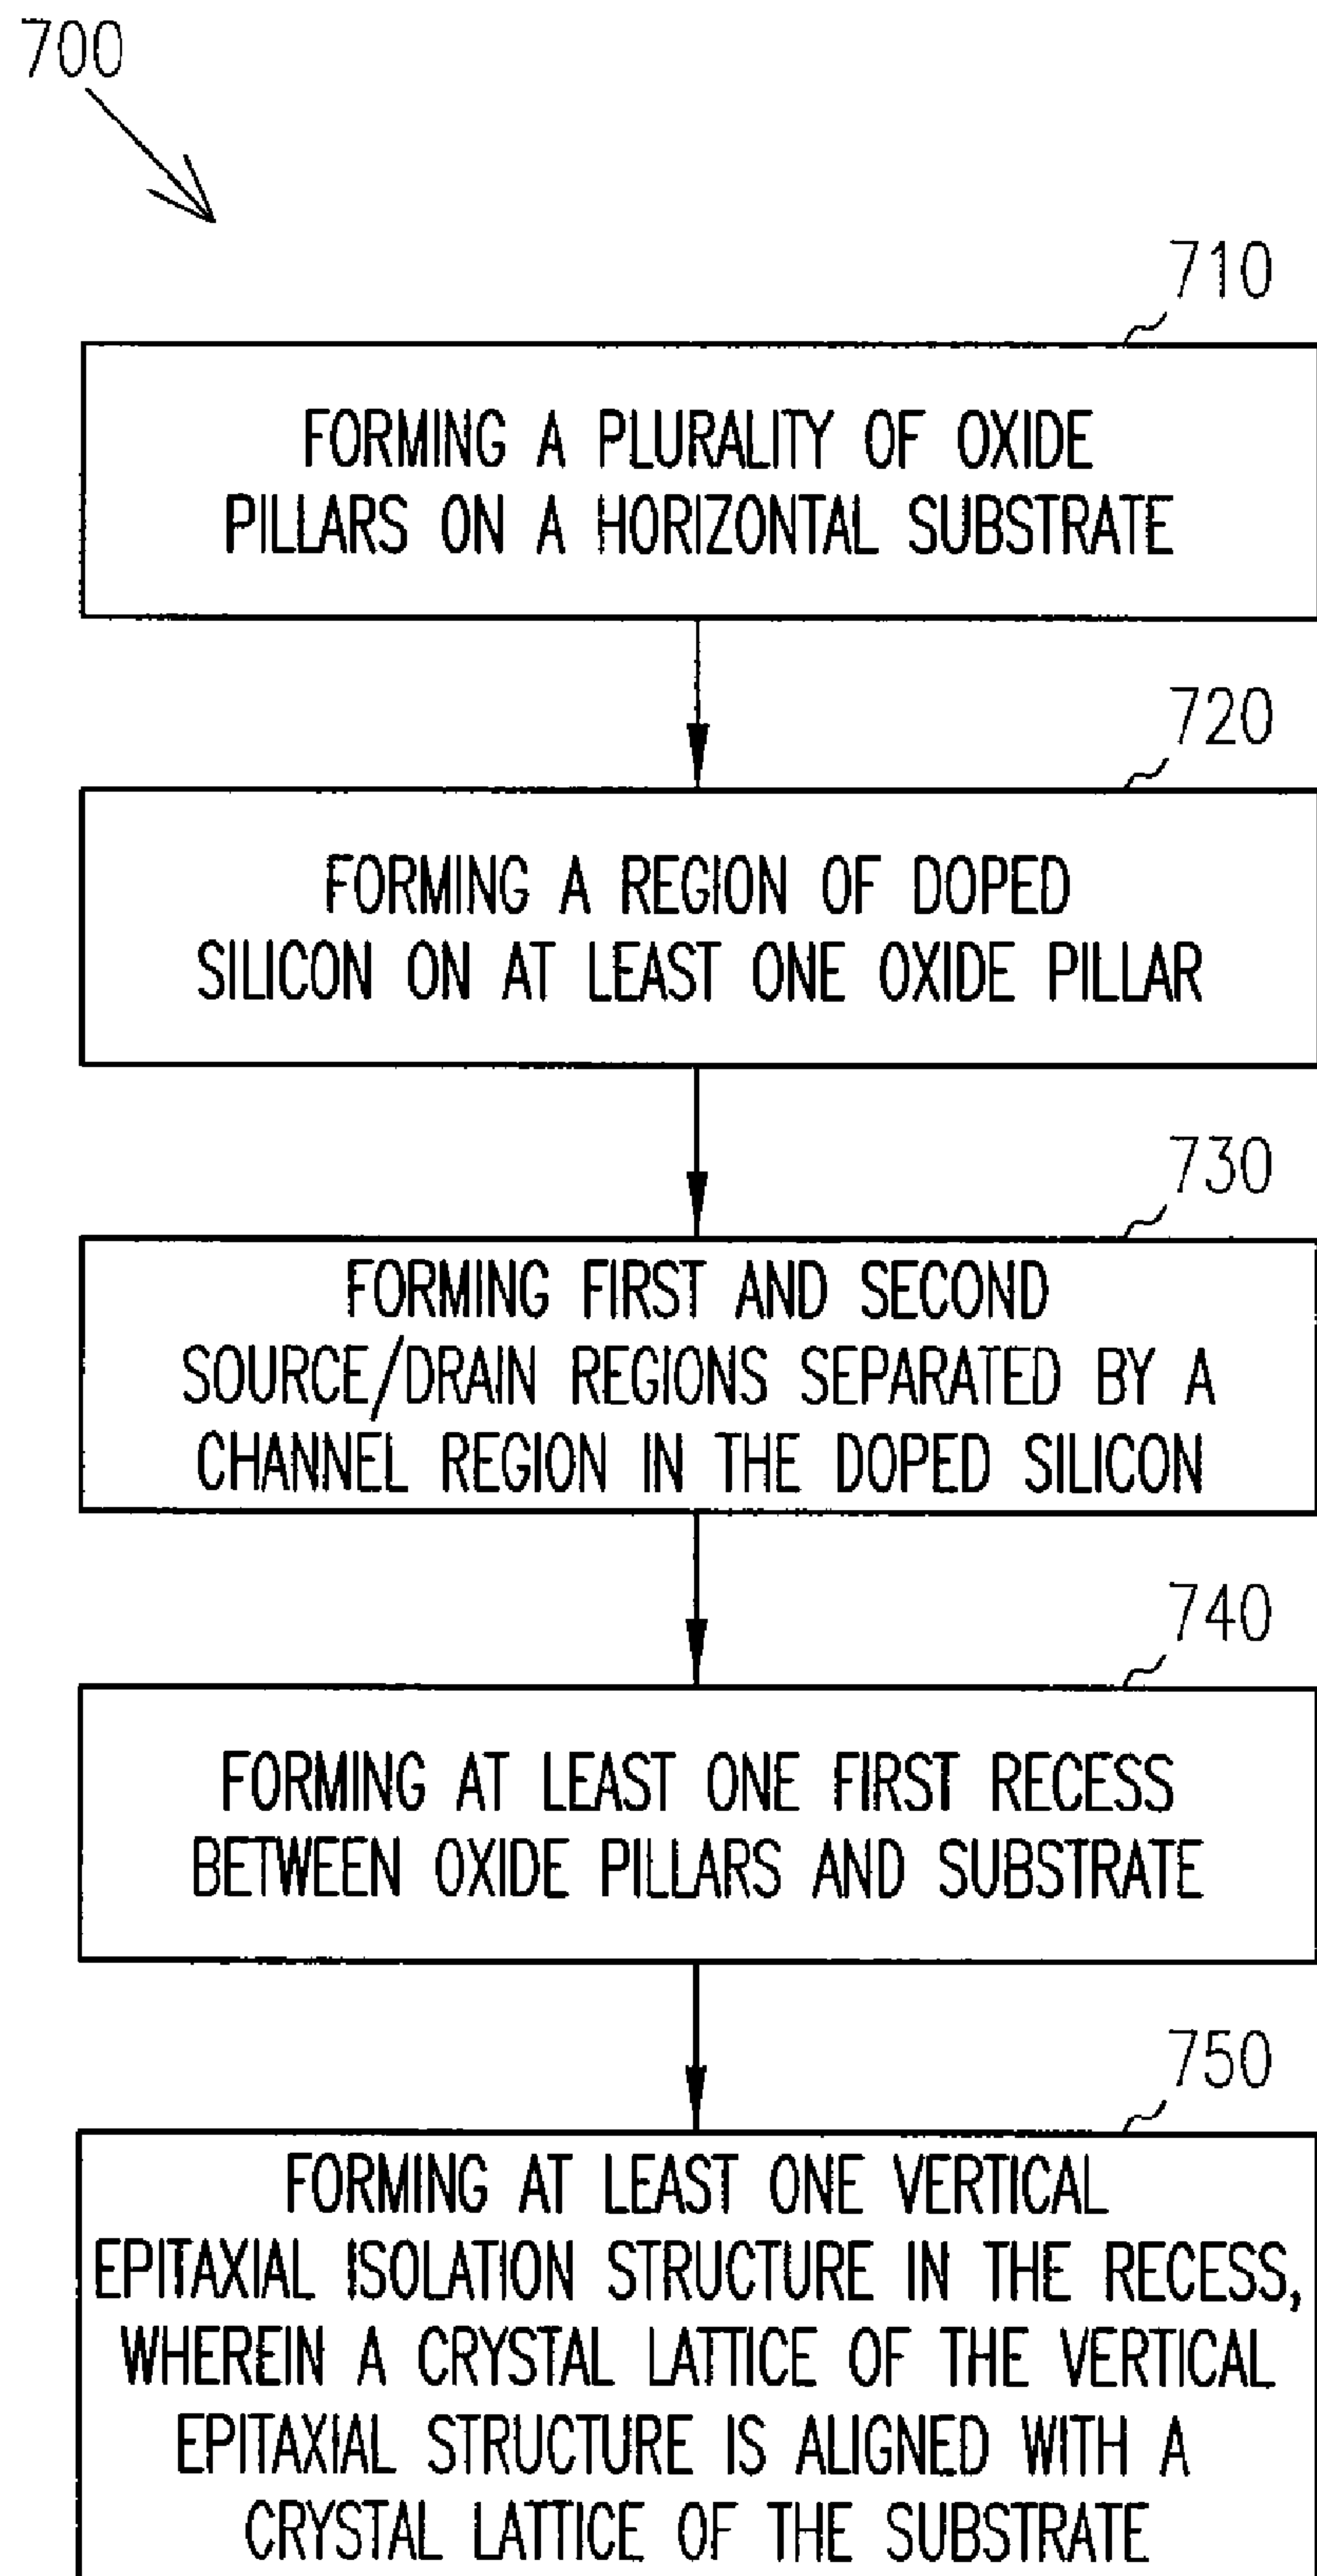 700
710
FORMING A PLURALITY OF OXIDE
PILLARS ON A HORIZONTAL SUBSTRATE
720
FORMING A REGION OF DOPED
SILICON ON AT LEAST ONE OXIDE PILLAR
730
FORMING FIRST AND SECOND
SOURCE/DRAIN REGIONS SEPARATED BY A
CHANNEL REGION IN THE DOPED SILICON
740
FORMING AT LEAST ONE FIRST RECESS
BETWEEN OXIDE PILLARS AND SUBSTRATE
750
FORMING AT LEAST ONE VERTICAL
EPITAXIAL ISOLATION STRUCTURE IN THE RECESS,
WHEREIN A CRYSTAL LATTICE OF THE VERTICAL
EPITAXIAL STRUCTURE IS ALIGNED WITH A
CRYSTAL LATTICE OF THE SUBSTRATE